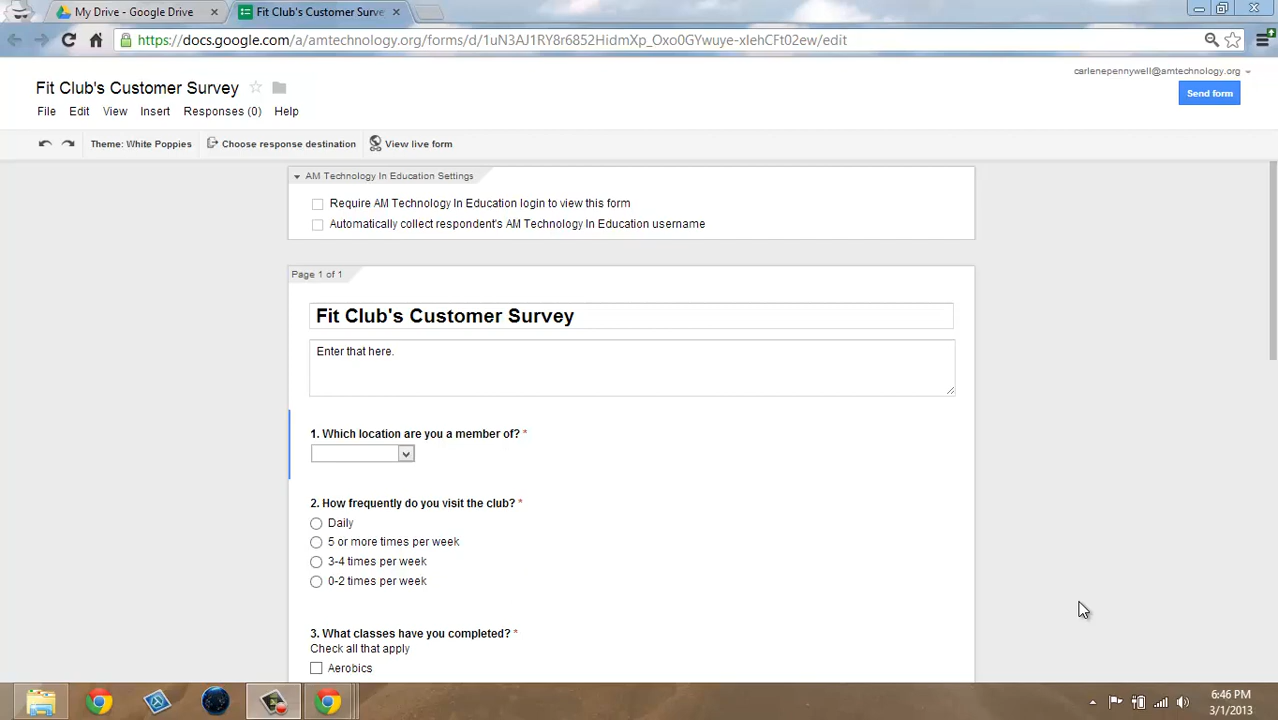 My Drive - Google Drive
Fit Club's Customer Surve
https://docs.google.com/a/amtechnology.org/forms/d/1uN3AJ1RY8r6852HidmXp_Oxo0GYwuye-xlehCFt02ew/edit
carlenepennywell@amtechnology.org
Fit Club's Customer Survey
Send form
File Edit View Insert Responses (0) Help
Theme: White Poppies Choose response destination View live form
AM Technology In Education Settings
Require AM Technology In Education login to view this form
Automatically collect respondent's AM Technology In Education username
Page 1 of 1
Fit Club's Customer Survey
Enter that here.
1. Which location are you a member of? *
2. How frequently do you visit the club? *
Daily
5 or more times per week
3-4 times per week
0-2 times per week
3. What classes have you completed? *
Check all that apply
Aerobics
6:46 PM
3/1/2013